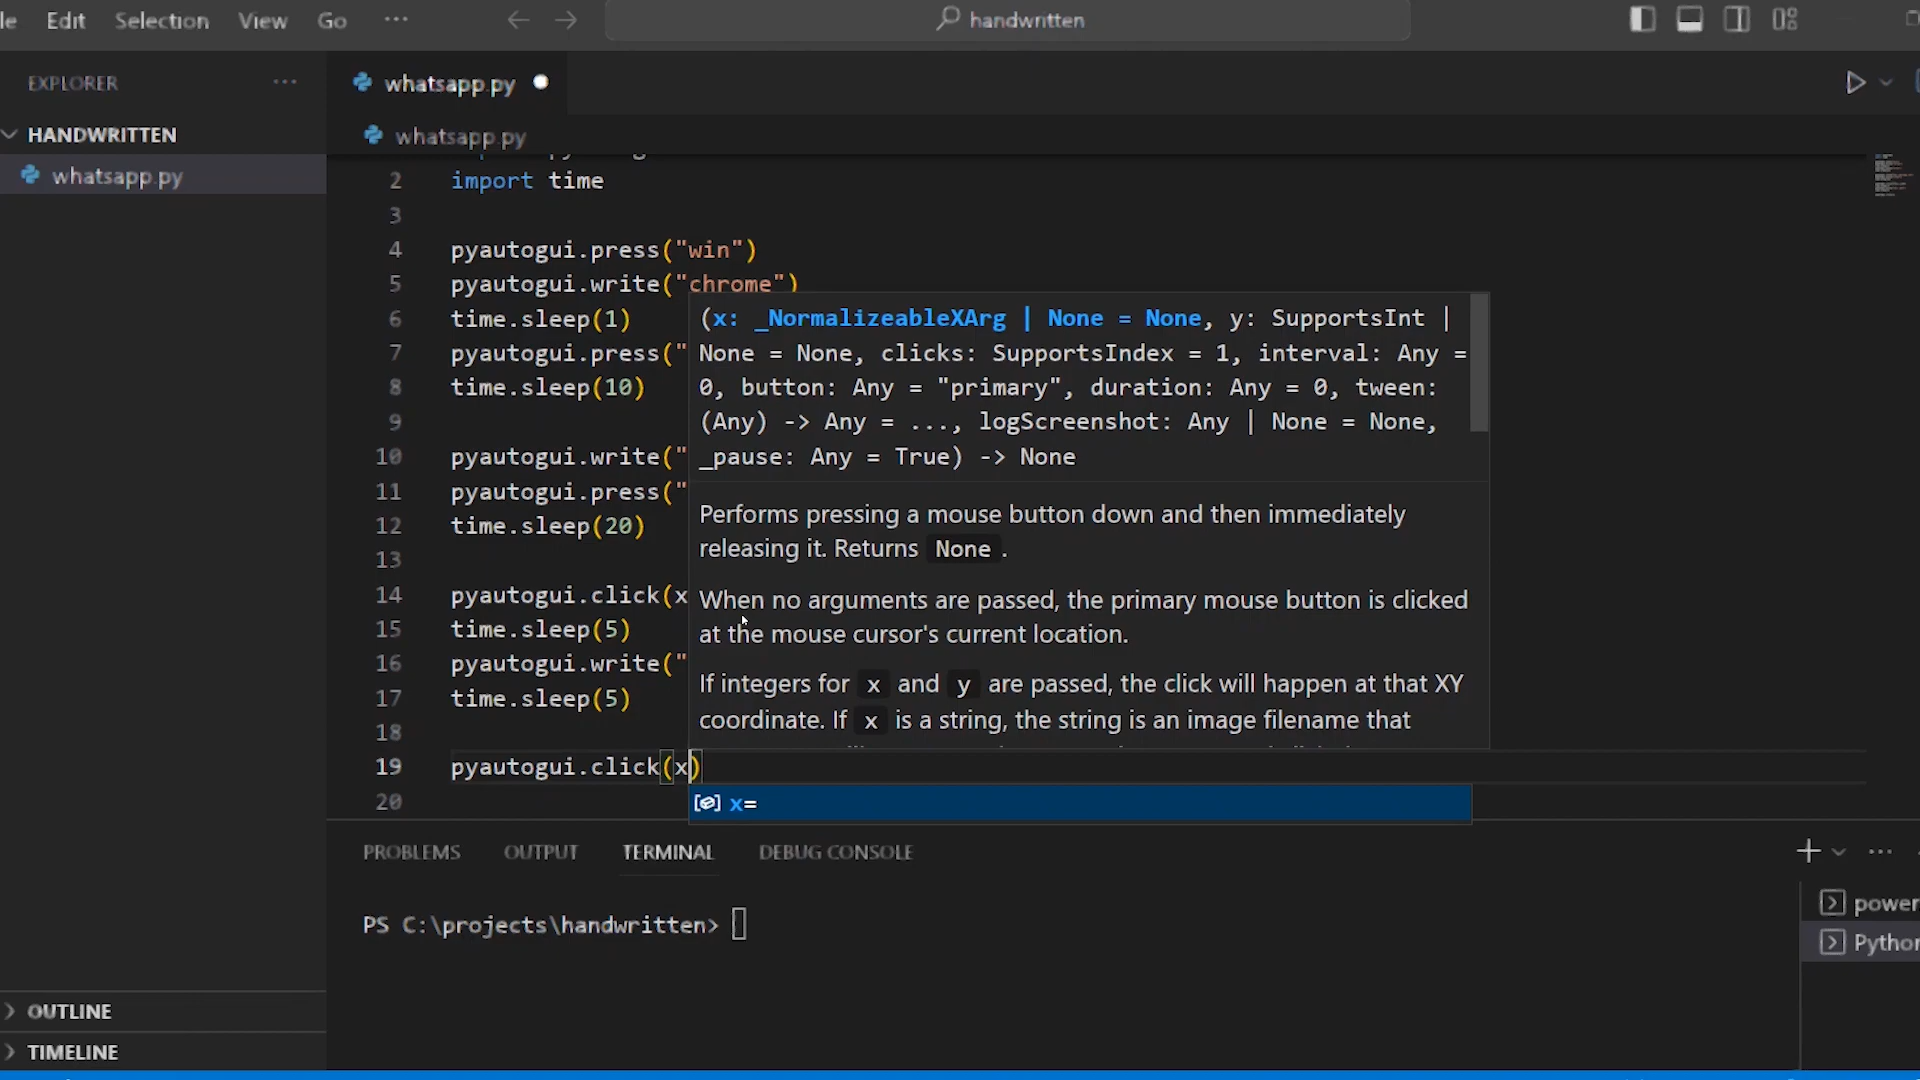 le Edit Selection View Go ··· handwritten
EXPLORER ···
whatsapp.py
HANDWRITTEN
whatsapp.py
whatsapp.py
2 import time
3
4 pyautogui.press("win")
5 pyautogui.write("chrome")
6 time.sleep(1)
7 pyautogui.press("
8 time.sleep(10)
9
10 pyautogui.write("
11 pyautogui.press("
12 time.sleep(20)
13
14 pyautogui.click(x
15 time.sleep(5)
16 pyautogui.write("
17 time.sleep(5)
18
19 pyautogui.click(x)
20
(x: _NormalizeableXArg | None = None, y: SupportsInt |
None = None, clicks: SupportsIndex = 1, interval: Any =
0, button: Any = "primary", duration: Any = 0, tween:
(Any) -> Any = ..., logScreenshot: Any | None = None,
_pause: Any = True) -> None
Performs pressing a mouse button down and then immediately
releasing it. Returns None .
When no arguments are passed, the primary mouse button is clicked
at the mouse cursor's current location.
If integers for x and y are passed, the click will happen at that XY
coordinate. If x is a string, the string is an image filename that
x=
PROBLEMS OUTPUT TERMINAL DEBUG CONSOLE
PS C:\projects\handwritten>
power
Python
OUTLINE
TIMELINE